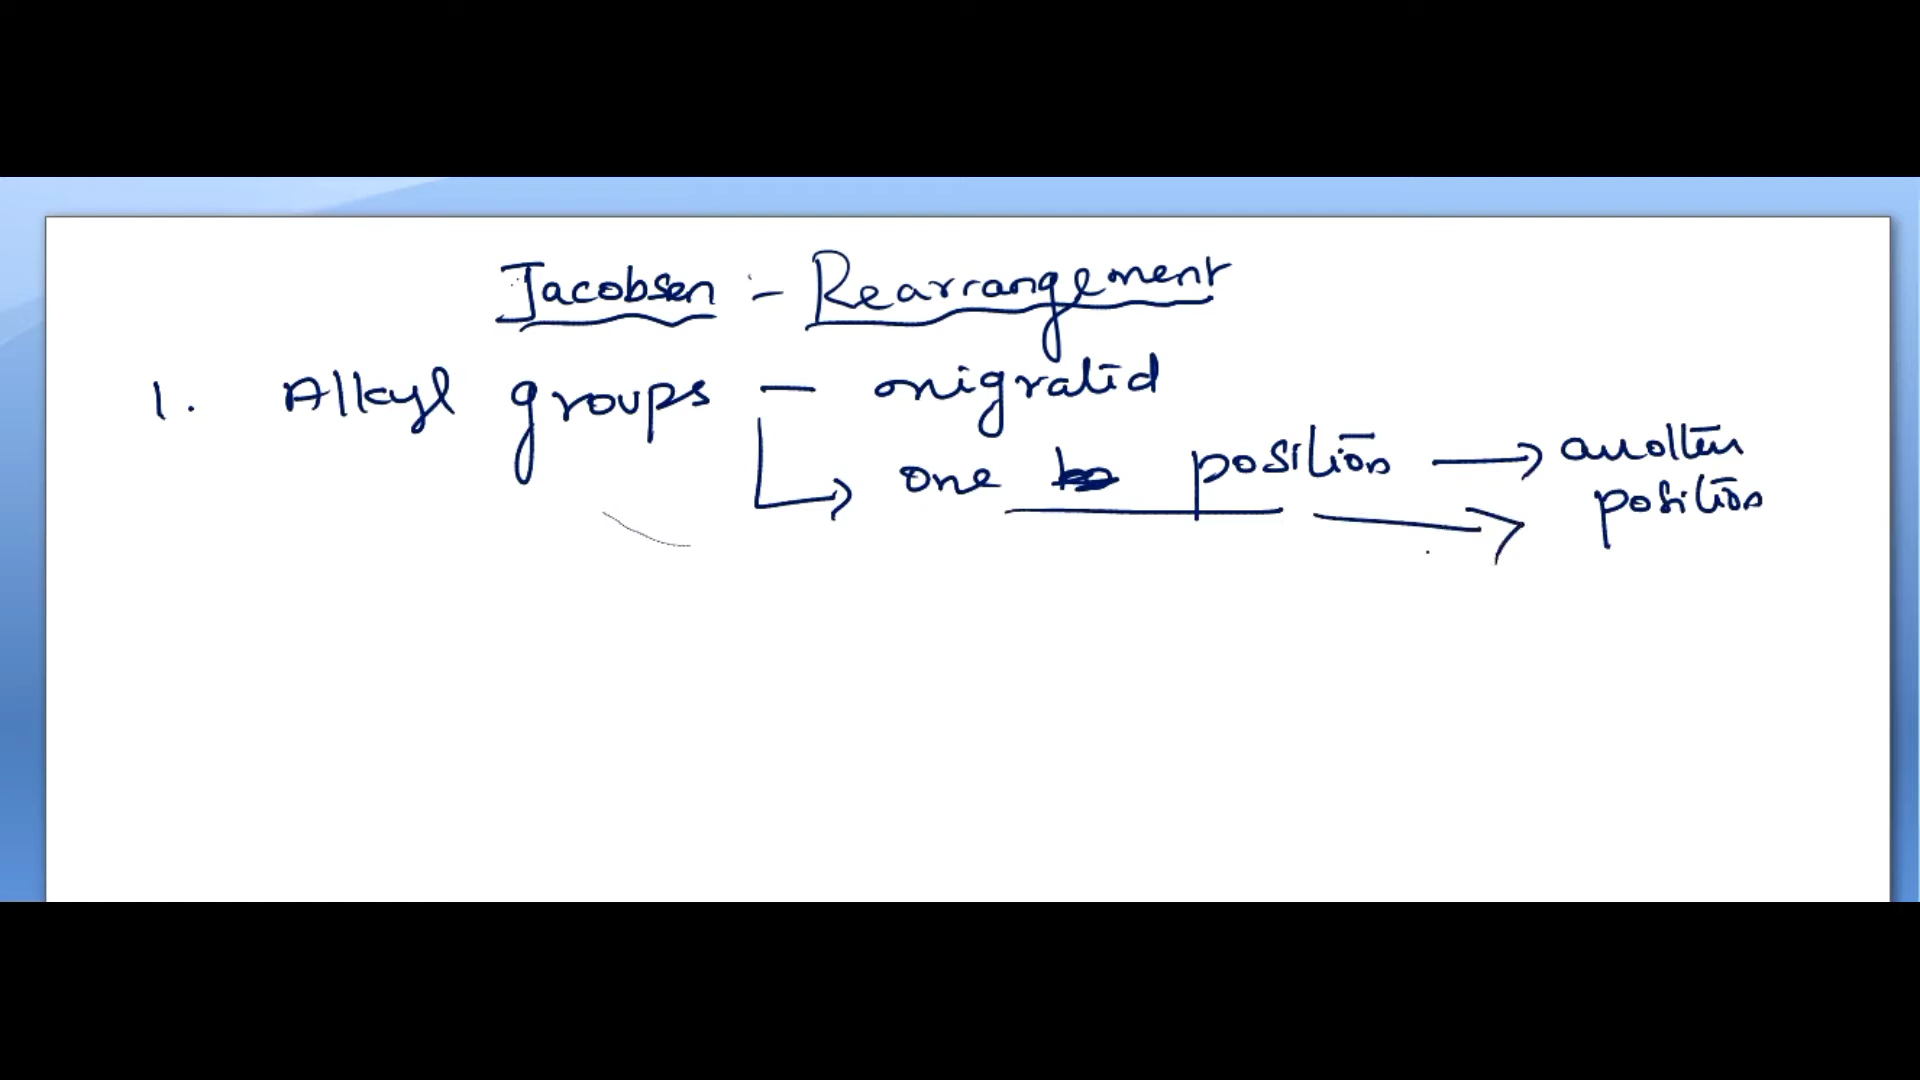 Jacobsen :- Rearrangement
1. Alkyl groups – migrated
one position → another
position